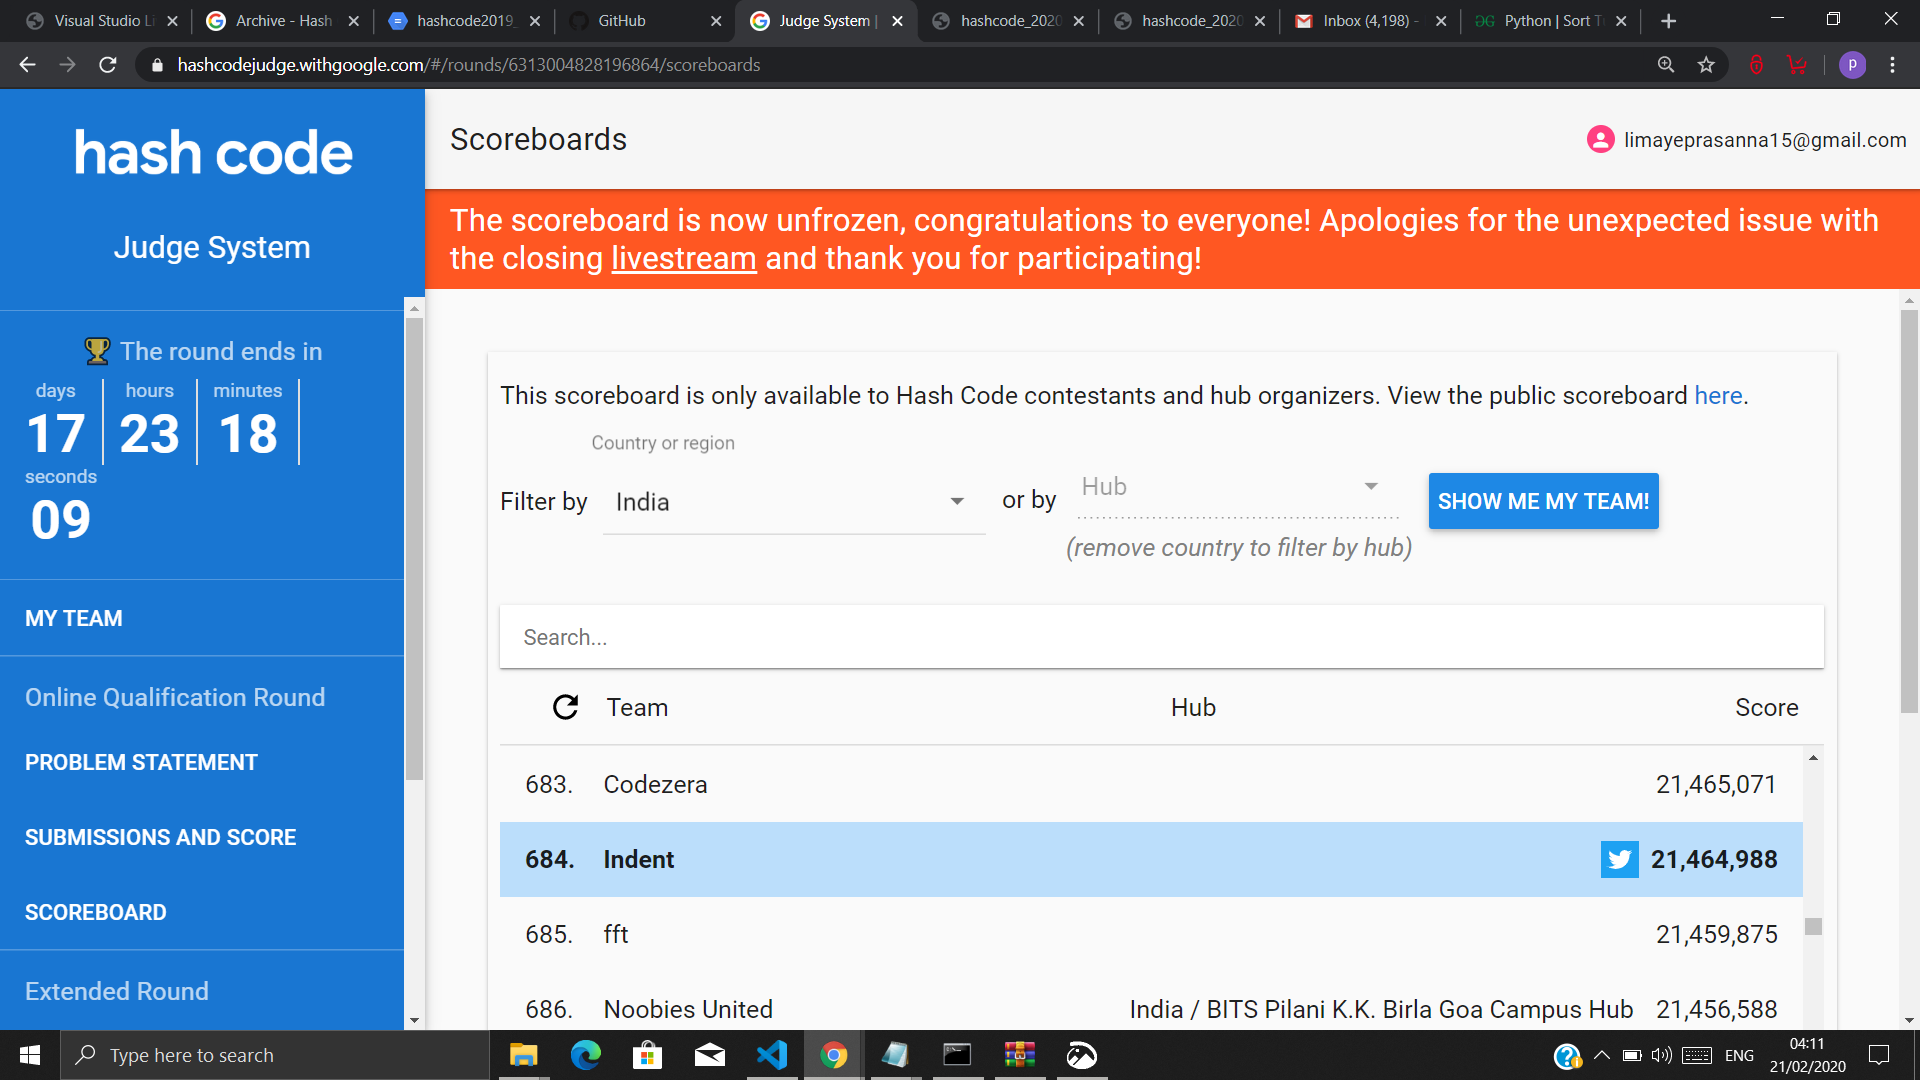 Visual Studio Li
Archive - Hash
hashcode2019_
GitHub
Judge System |
hashcode_2020
hashcode_2020
Inbox (4,198) -
Python | Sort T
hashcodejudge.withgoogle.com/#/rounds/6313004828196864/scoreboards
p
hash code
Judge System
The round ends in
days hours minutes
17 23 18
seconds
09
MY TEAM
Online Qualification Round
PROBLEM STATEMENT
SUBMISSIONS AND SCORE
SCOREBOARD
Extended Round
Scoreboards
limayeprasanna15@gmail.com
The scoreboard is now unfrozen, congratulations to everyone! Apologies for the unexpected issue with
the closing livestream and thank you for participating!
This scoreboard is only available to Hash Code contestants and hub organizers. View the public scoreboard here.
Country or region
Filter by India or by Hub SHOW ME MY TEAM!
(remove country to filter by hub)
Search...
Team Hub Score
683. Codezera 21,465,071
684. Indent 21,464,988
685. fft 21,459,875
686. Noobies United India / BITS Pilani K.K. Birla Goa Campus Hub 21,456,588
Type here to search
ENG
04:11
21/02/2020